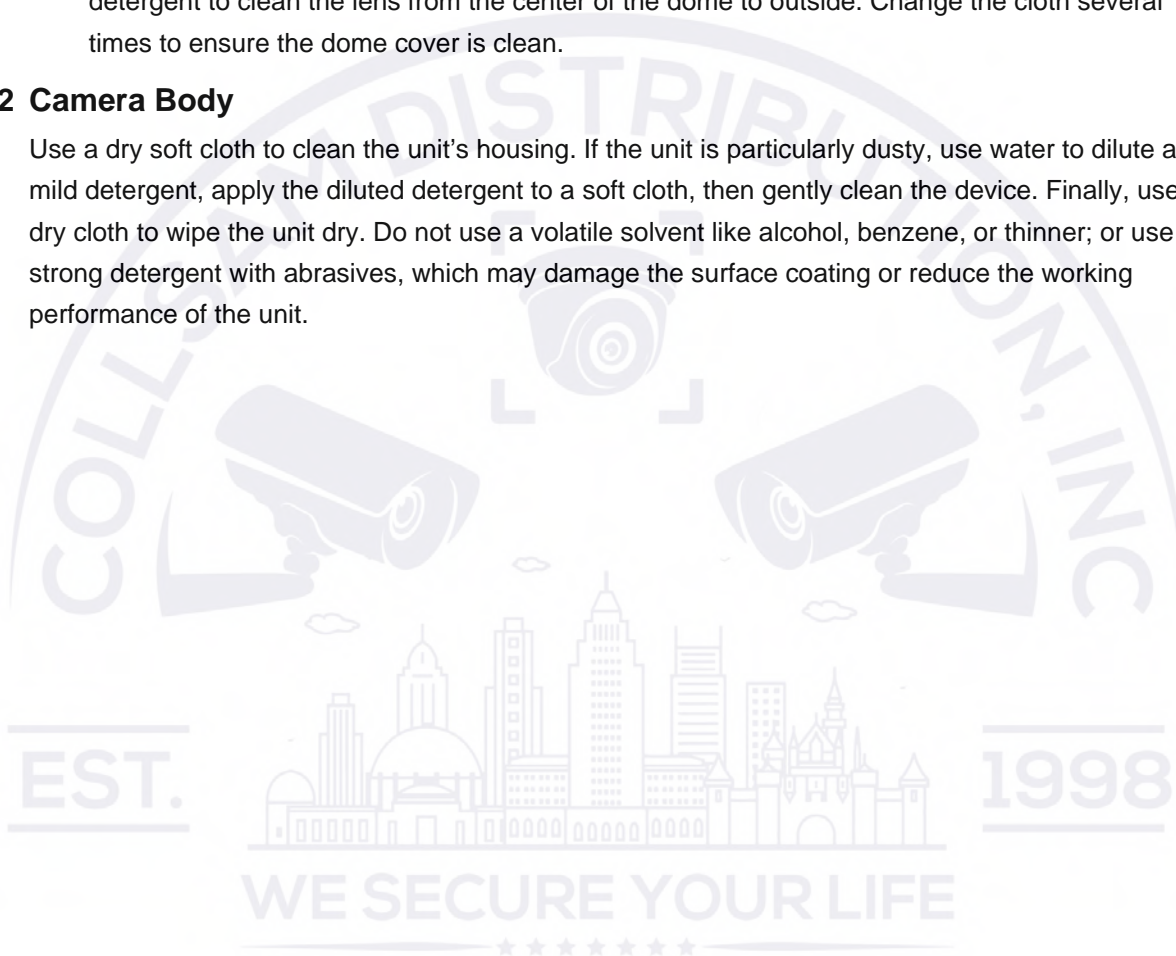 detergent to clean the lens from the center of the dome to outside. Change the cloth several
times to ensure the dome cover is clean.
2 Camera Body
Use a dry soft cloth to clean the unit's housing. If the unit is particularly dusty, use water to dilute a
mild detergent, apply the diluted detergent to a soft cloth, then gently clean the device. Finally, use
dry cloth to wipe the unit dry. Do not use a volatile solvent like alcohol, benzene, or thinner; or use
strong detergent with abrasives, which may damage the surface coating or reduce the working
performance of the unit.
COLLSAM DISTRIBUTION, INC
EST. 1998
WE SECURE YOUR LIFE